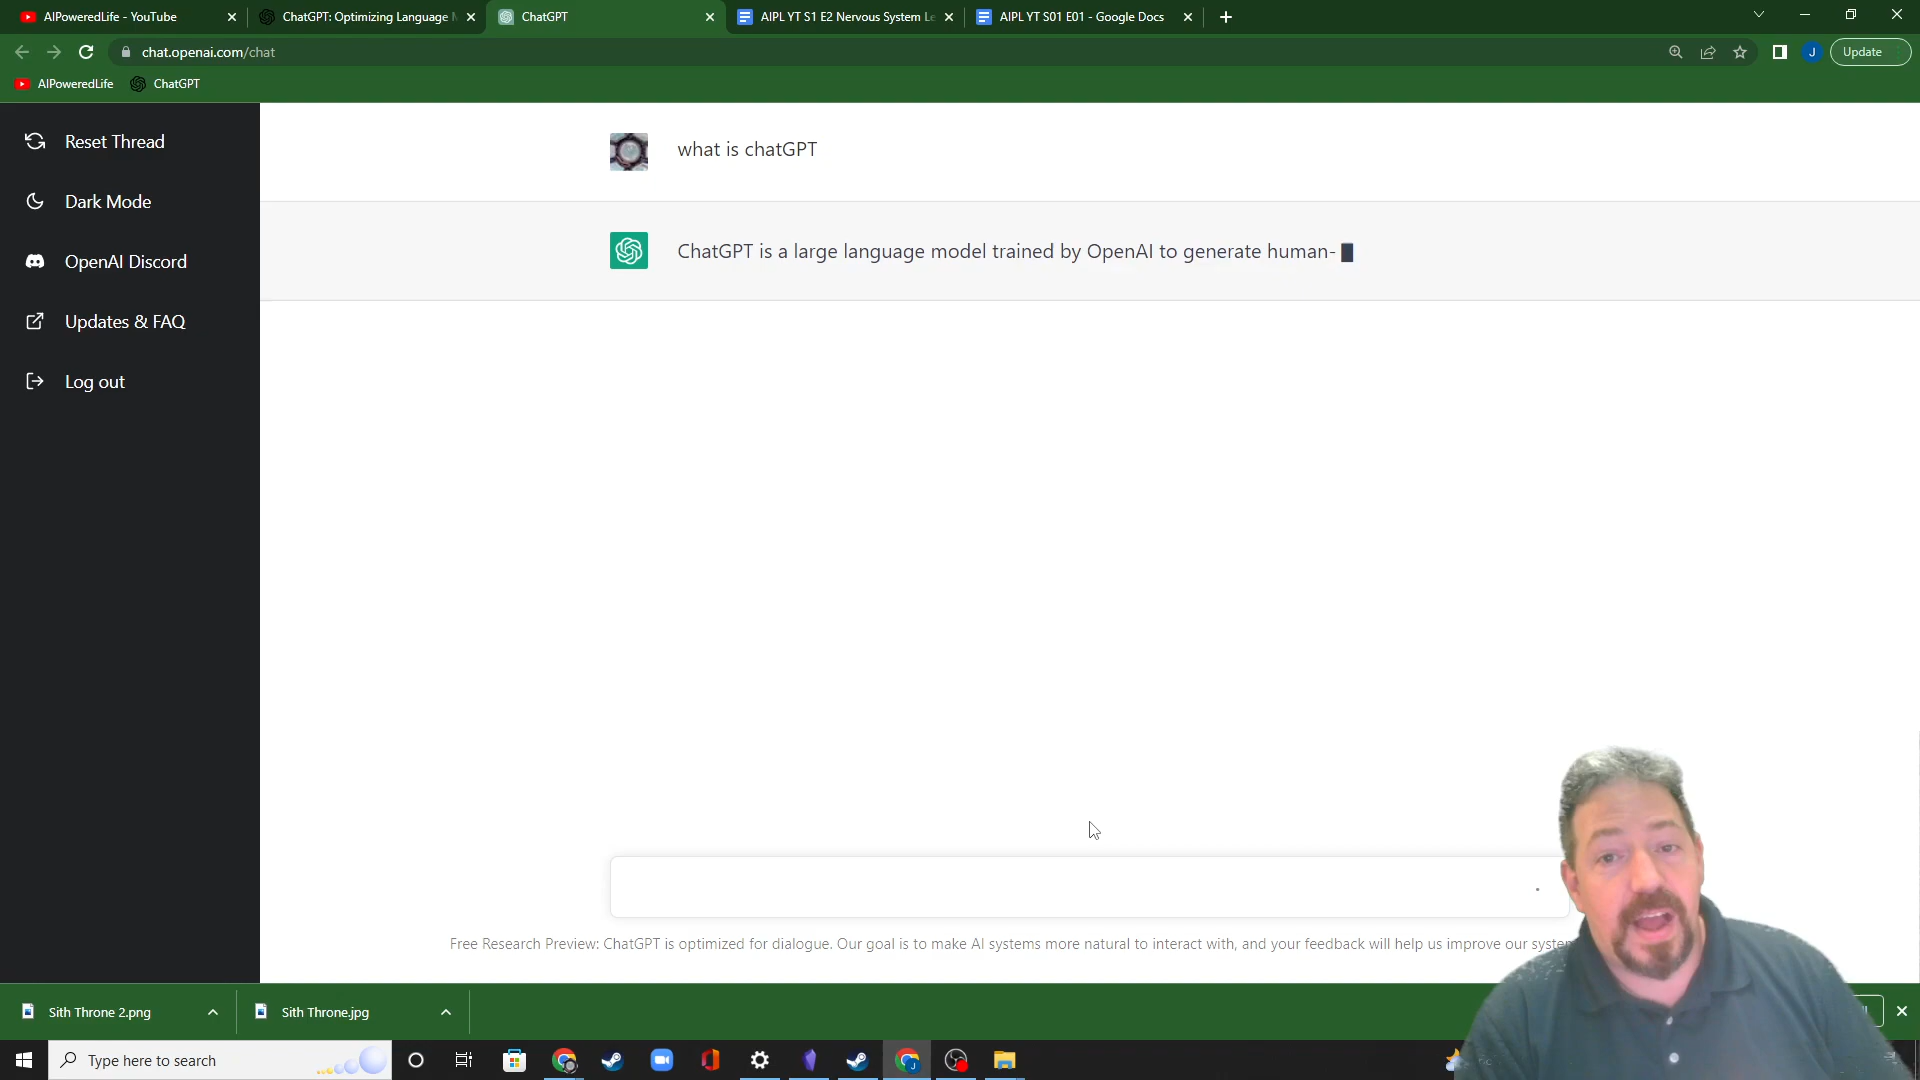 AIPoweredLife - YouTube
ChatGPT: Optimizing Language
ChatGPT
AIPL YT S1 E2 Nervous System Le
AIPL YT S01 E01 - Google Docs
chat.openai.com/chat
J
Update
AIPoweredLife
ChatGPT
Reset Thread
Dark Mode
OpenAI Discord
Updates & FAQ
Log out
what is chatGPT
ChatGPT is a large language model trained by OpenAI to generate human-
Free Research Preview: ChatGPT is optimized for dialogue. Our goal is to make AI systems more natural to interact with, and your feedback will help us improve our system
Sith Throne 2.png
Sith Throne.jpg
Type here to search